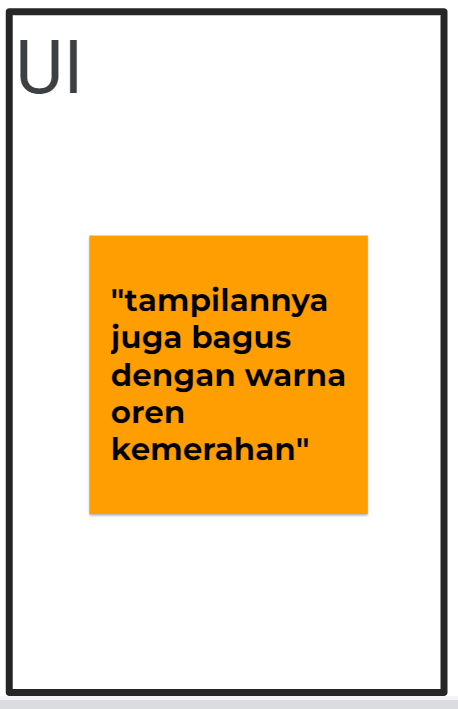 UI
"tampilannya
juga bagus
dengan warna
oren
kemerahan"